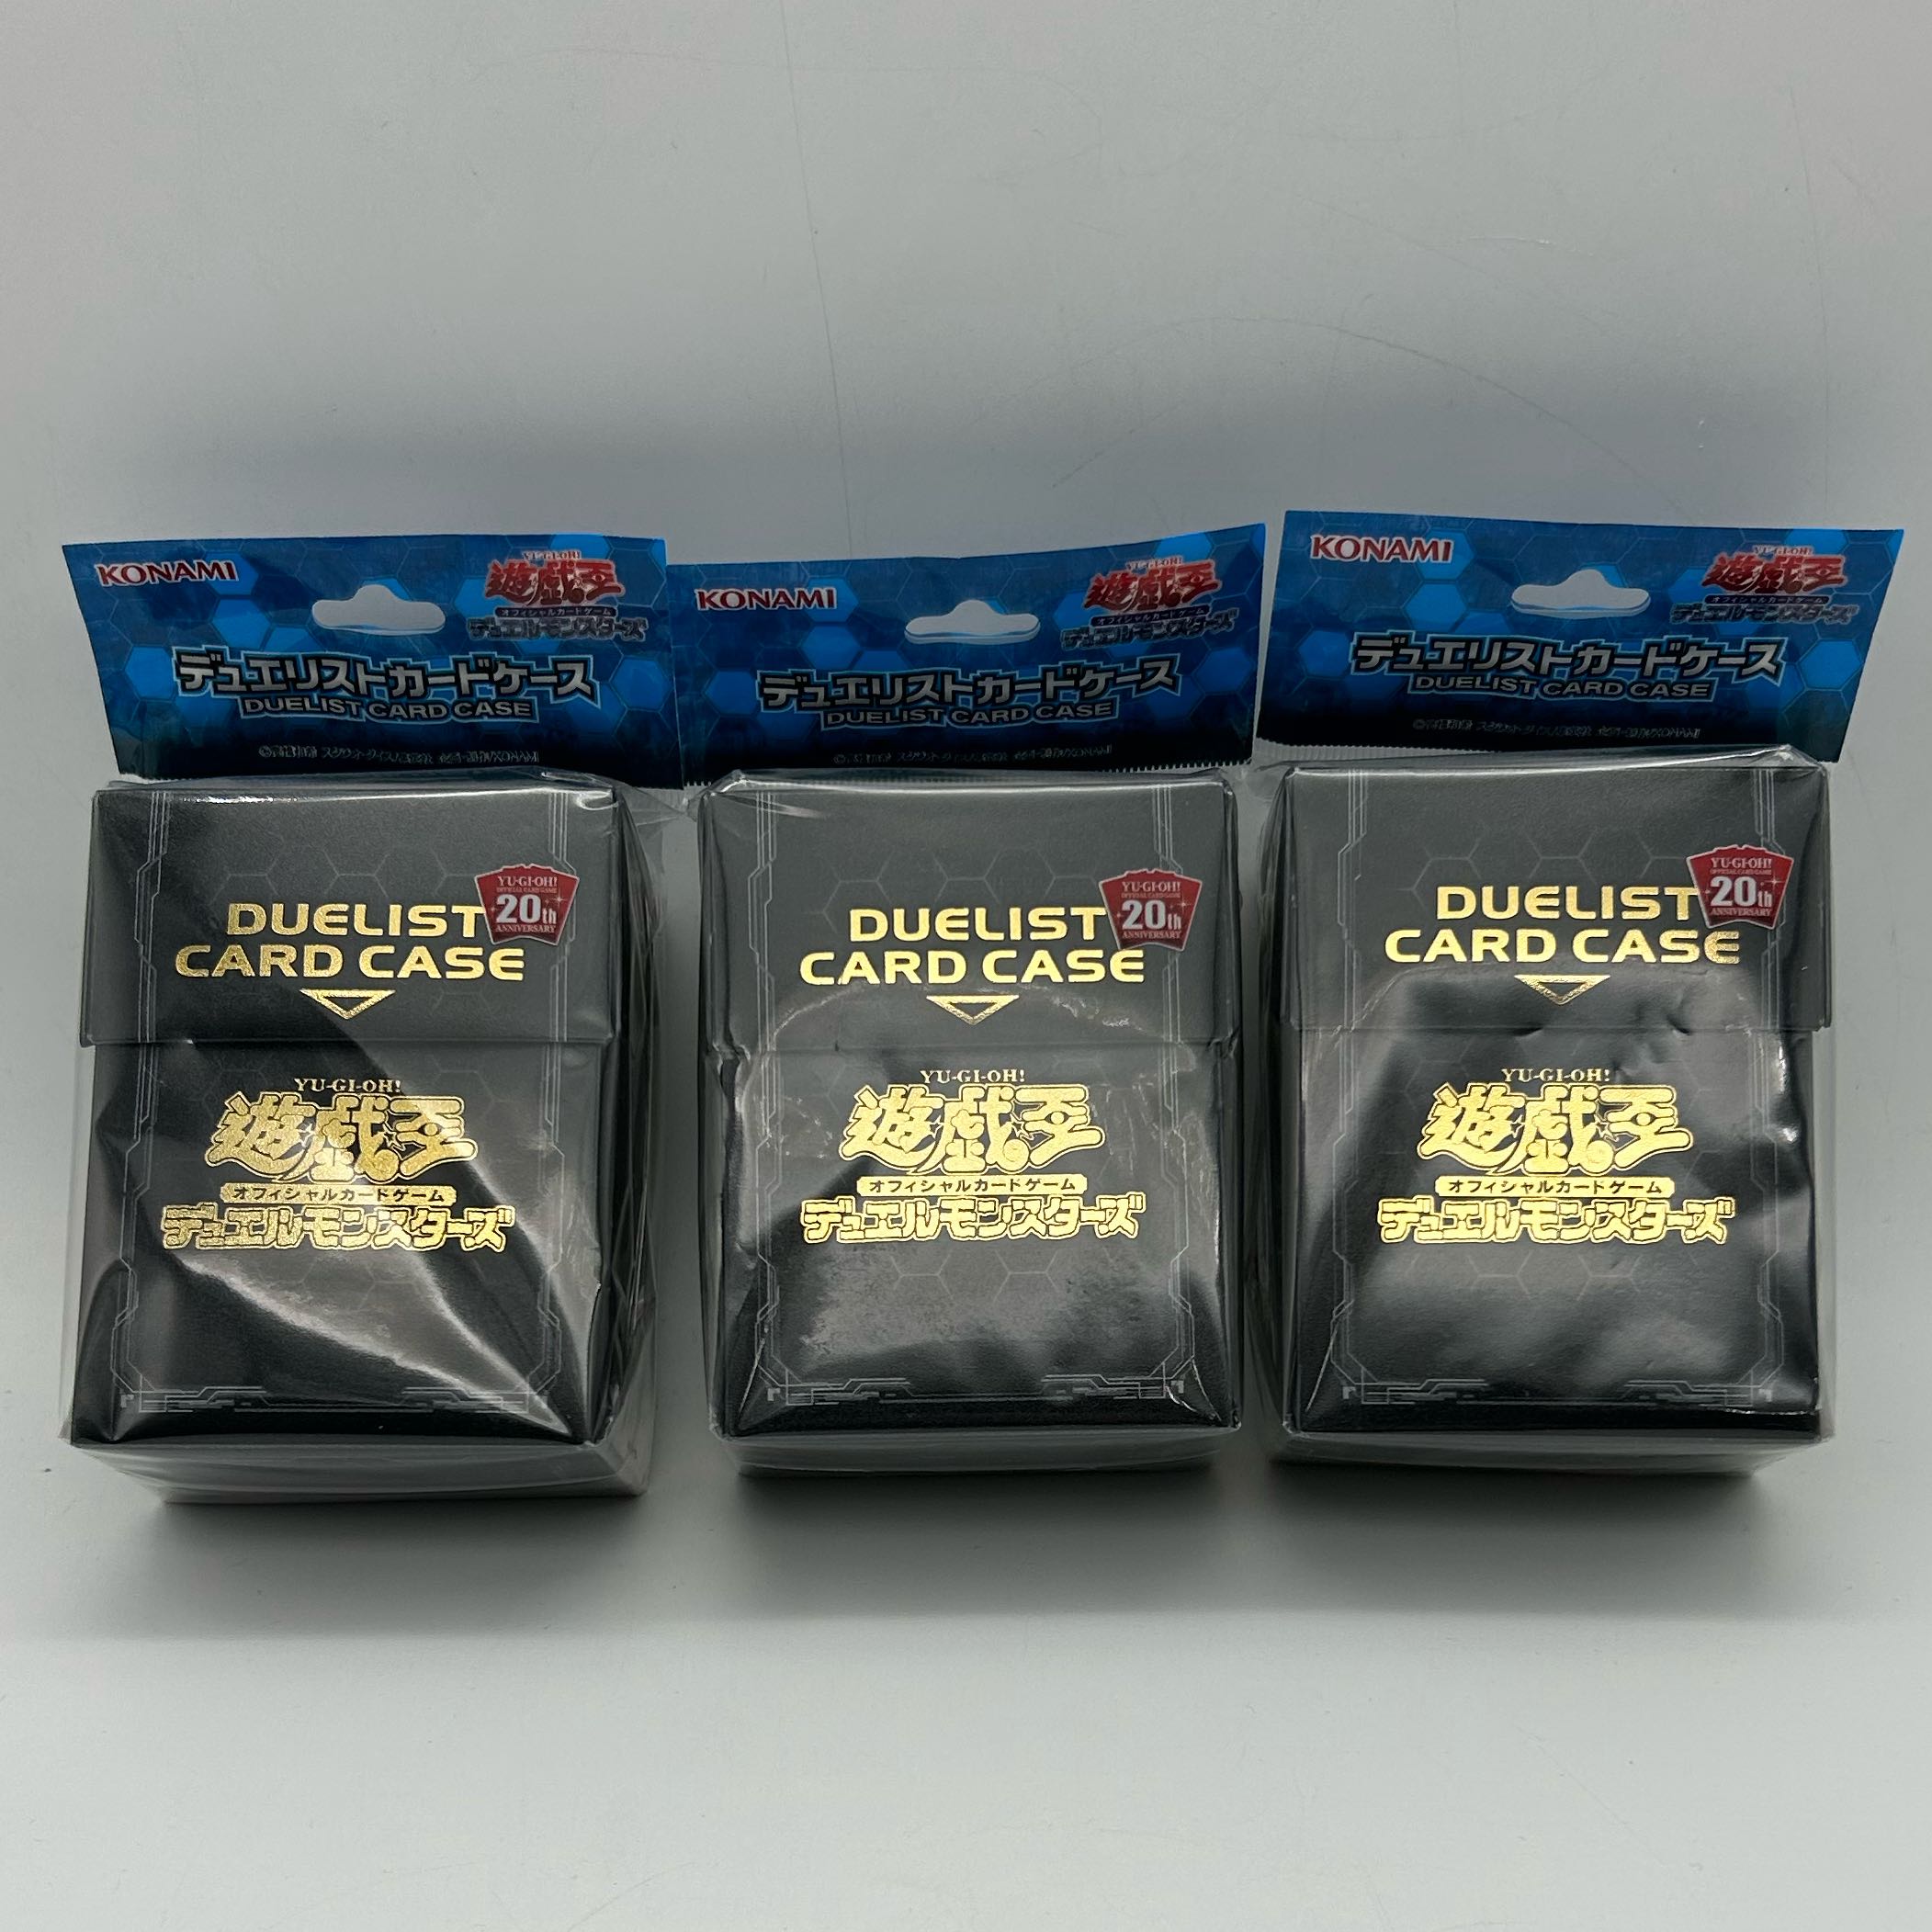 KONAMI
YU-GI-OH!
遊戯王
オフィシャルカードゲーム
デュエルモンスターズ
デュエリストカードケース
DUELIST CARD CASE
YU-GI-OH!
OFFICIAL CARD GAME
20th
ANNIVERSARY
DUELIST
CARD CASE
YU-GI-OH!
遊戯王
オフィシャルカードゲーム
デュエルモンスターズ
KONAMI
YU-GI-OH!
遊戯王
オフィシャルカードゲーム
デュエルモンスターズ
デュエリストカードケース
DUELIST CARD CASE
YU-GI-OH!
OFFICIAL CARD GAME
20th
ANNIVERSARY
DUELIST
CARD CASE
YU-GI-OH!
遊戯王
オフィシャルカードゲーム
デュエルモンスターズ
KONAMI
YU-GI-OH!
遊戯王
オフィシャルカードゲーム
デュエルモンスターズ
デュエリストカードケース
DUELIST CARD CASE
YU-GI-OH!
OFFICIAL CARD GAME
20th
ANNIVERSARY
DUELIST
CARD CASE
YU-GI-OH!
遊戯王
オフィシャルカードゲーム
デュエルモンスターズ